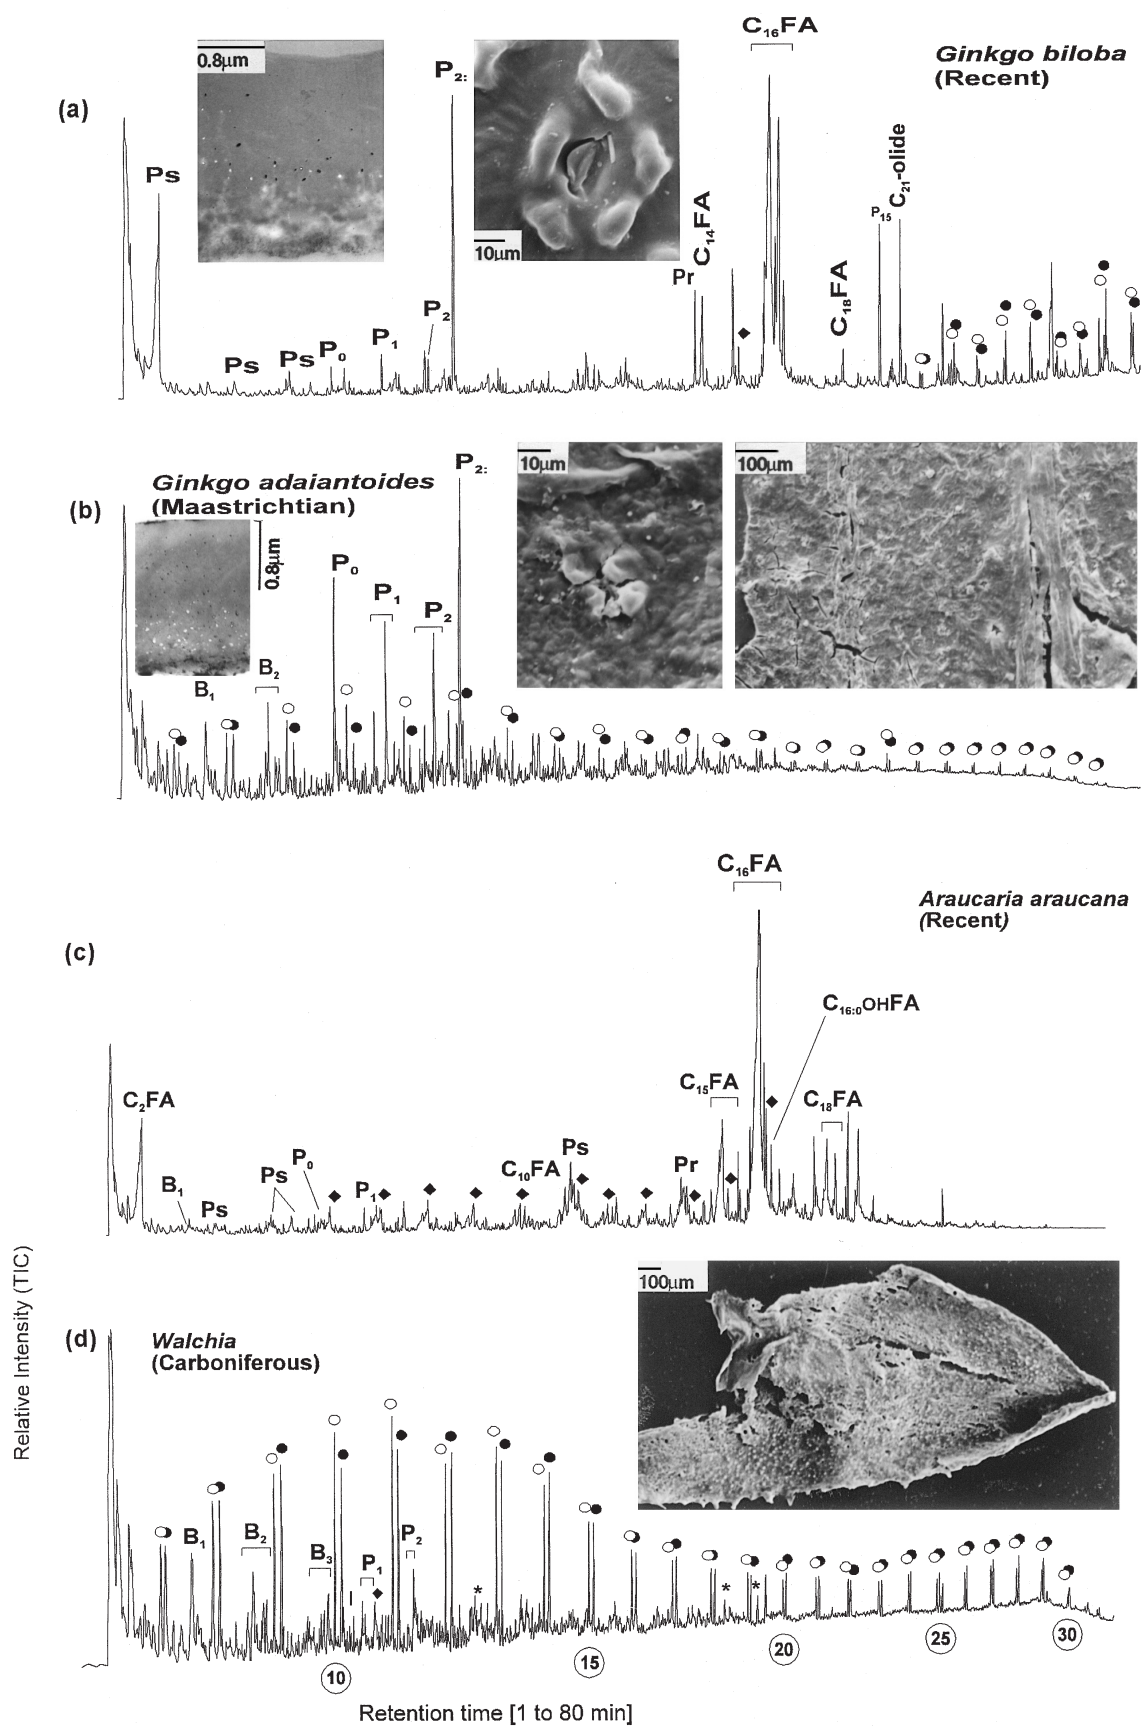 C16FA
Ginkgo biloba
(Recent)
(a)
0.8µm
P2:
10µm
Ps
C14FA
Pr
P15
C21-olide
C18FA
Ps
Ps
P0
P1
P2
(b)
Ginkgo adaiantoides
(Maastrichtian)
0.8µm
P2:
10µm
100µm
P0
P1
P2
B1
B2
C16FA
Araucaria araucana
(Recent)
(c)
C16:0OHFA
C2FA
C15FA
C18FA
B1
Ps
Ps
P0
P1
C10FA
Ps
Pr
100µm
(d)
Walchia
(Carboniferous)
B1
B2
B3
P1
P2
*
*
10
15
20
25
30
Relative Intensity (TIC)
Retention time [1 to 80 min]